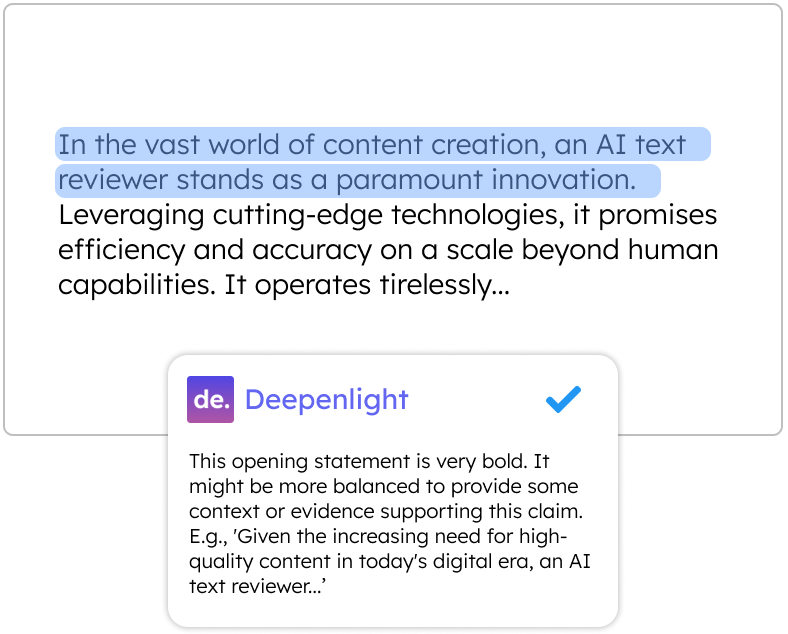 In the vast world of content creation, an AI text
reviewer stands as a paramount innovation.
Leveraging cutting-edge technologies, it promises
efficiency and accuracy on a scale beyond human
capabilities. It operates tirelessly...
de. Deepenlight
This opening statement is very bold. It
might be more balanced to provide some
context or evidence supporting this claim.
E.g., 'Given the increasing need for high-
quality content in today's digital era, an AI
text reviewer...’